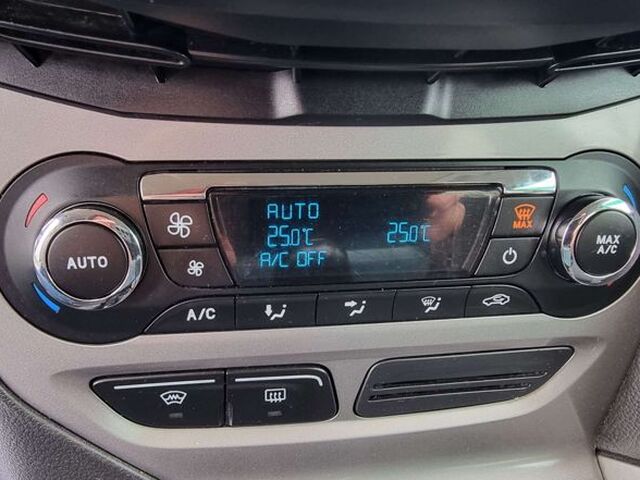 AUTO
25.0°C 25.0°C
A/C OFF
MAX
AUTO
MAX
A/C
A/C